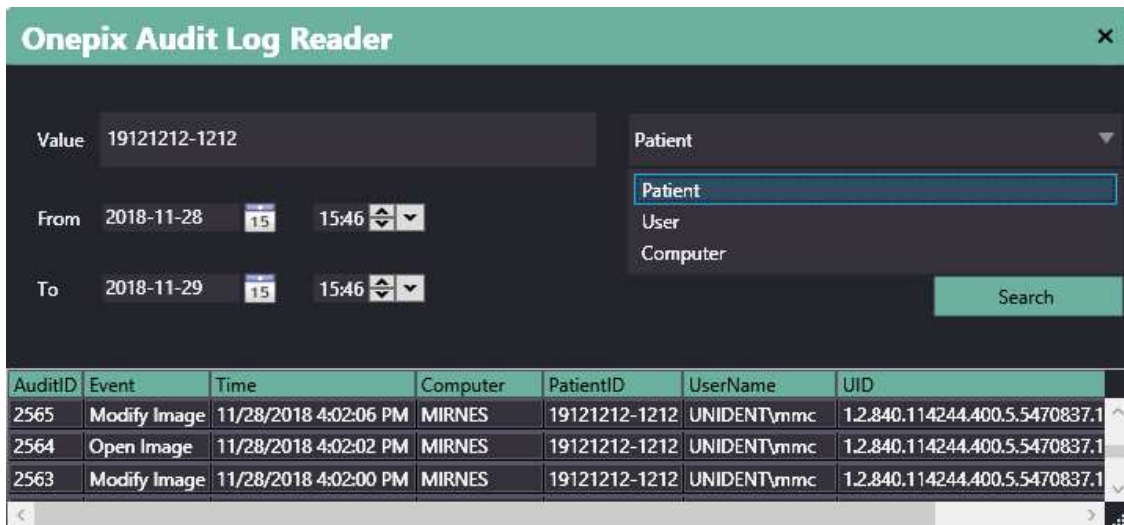 Onepix Audit Log Reader
Value 19121212-1212 Patient
Patient
User
Computer
From 2018-11-28 15 15:46
To 2018-11-29 15 15:46
Search
AuditID Event Time Computer PatientID UserName UID
2565 Modify Image 11/28/2018 4:02:06 PM MIRNES 19121212-1212 UNIDENT\mmc 1.2.840.114244.400.5.5470837.1
2564 Open Image 11/28/2018 4:02:02 PM MIRNES 19121212-1212 UNIDENT\mmc 1.2.840.114244.400.5.5470837.1
2563 Modify Image 11/28/2018 4:02:00 PM MIRNES 19121212-1212 UNIDENT\mmc 1.2.840.114244.400.5.5470837.1